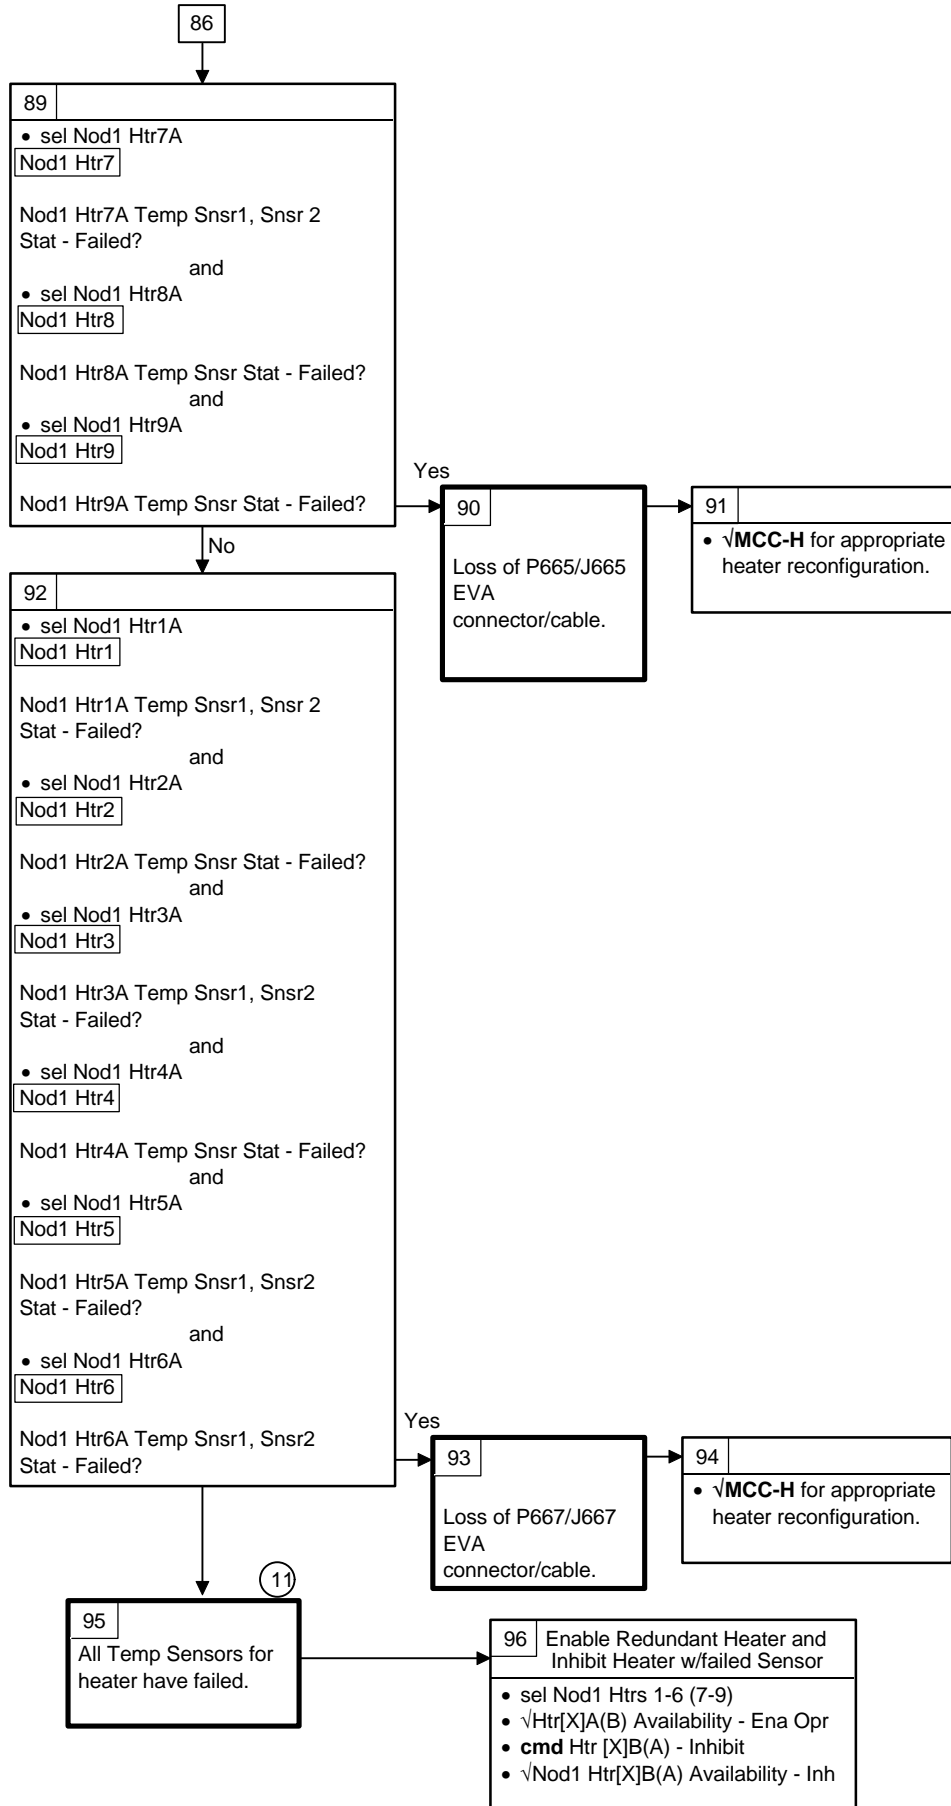 86
89
• sel Nod1 Htr7A
Nod1 Htr7
Nod1 Htr7A Temp Snsr1, Snsr 2
Stat - Failed?
and
• sel Nod1 Htr8A
Nod1 Htr8
Nod1 Htr8A Temp Snsr Stat - Failed?
and
• sel Nod1 Htr9A
Nod1 Htr9
Nod1 Htr9A Temp Snsr Stat - Failed?
Yes
90
Loss of P665/J665
EVA
connector/cable.
91
• √MCC-H for appropriate
heater reconfiguration.
No
92
• sel Nod1 Htr1A
Nod1 Htr1
Nod1 Htr1A Temp Snsr1, Snsr 2
Stat - Failed?
and
• sel Nod1 Htr2A
Nod1 Htr2
Nod1 Htr2A Temp Snsr Stat - Failed?
and
• sel Nod1 Htr3A
Nod1 Htr3
Nod1 Htr3A Temp Snsr1, Snsr2
Stat - Failed?
and
• sel Nod1 Htr4A
Nod1 Htr4
Nod1 Htr4A Temp Snsr Stat - Failed?
and
• sel Nod1 Htr5A
Nod1 Htr5
Nod1 Htr5A Temp Snsr1, Snsr2
Stat - Failed?
and
• sel Nod1 Htr6A
Nod1 Htr6
Nod1 Htr6A Temp Snsr1, Snsr2
Stat - Failed?
Yes
93
Loss of P667/J667
EVA
connector/cable.
94
• √MCC-H for appropriate
heater reconfiguration.
11
95
All Temp Sensors for
heater have failed.
96 Enable Redundant Heater and
Inhibit Heater w/failed Sensor
• sel Nod1 Htrs 1-6 (7-9)
• √Htr[X]A(B) Availability - Ena Opr
• cmd Htr [X]B(A) - Inhibit
• √Nod1 Htr[X]B(A) Availability - Inh